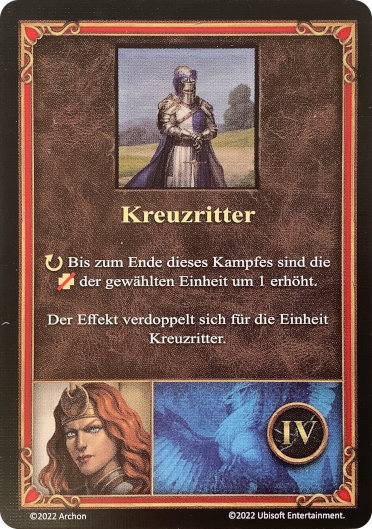 Kreuzritter
Bis zum Ende dieses Kampfes sind die
der gewählten Einheit um 1 erhöht.
Der Effekt verdoppelt sich für die Einheit
Kreuzritter.
IV
©2022 Archon
©2022 Ubisoft Entertainment.